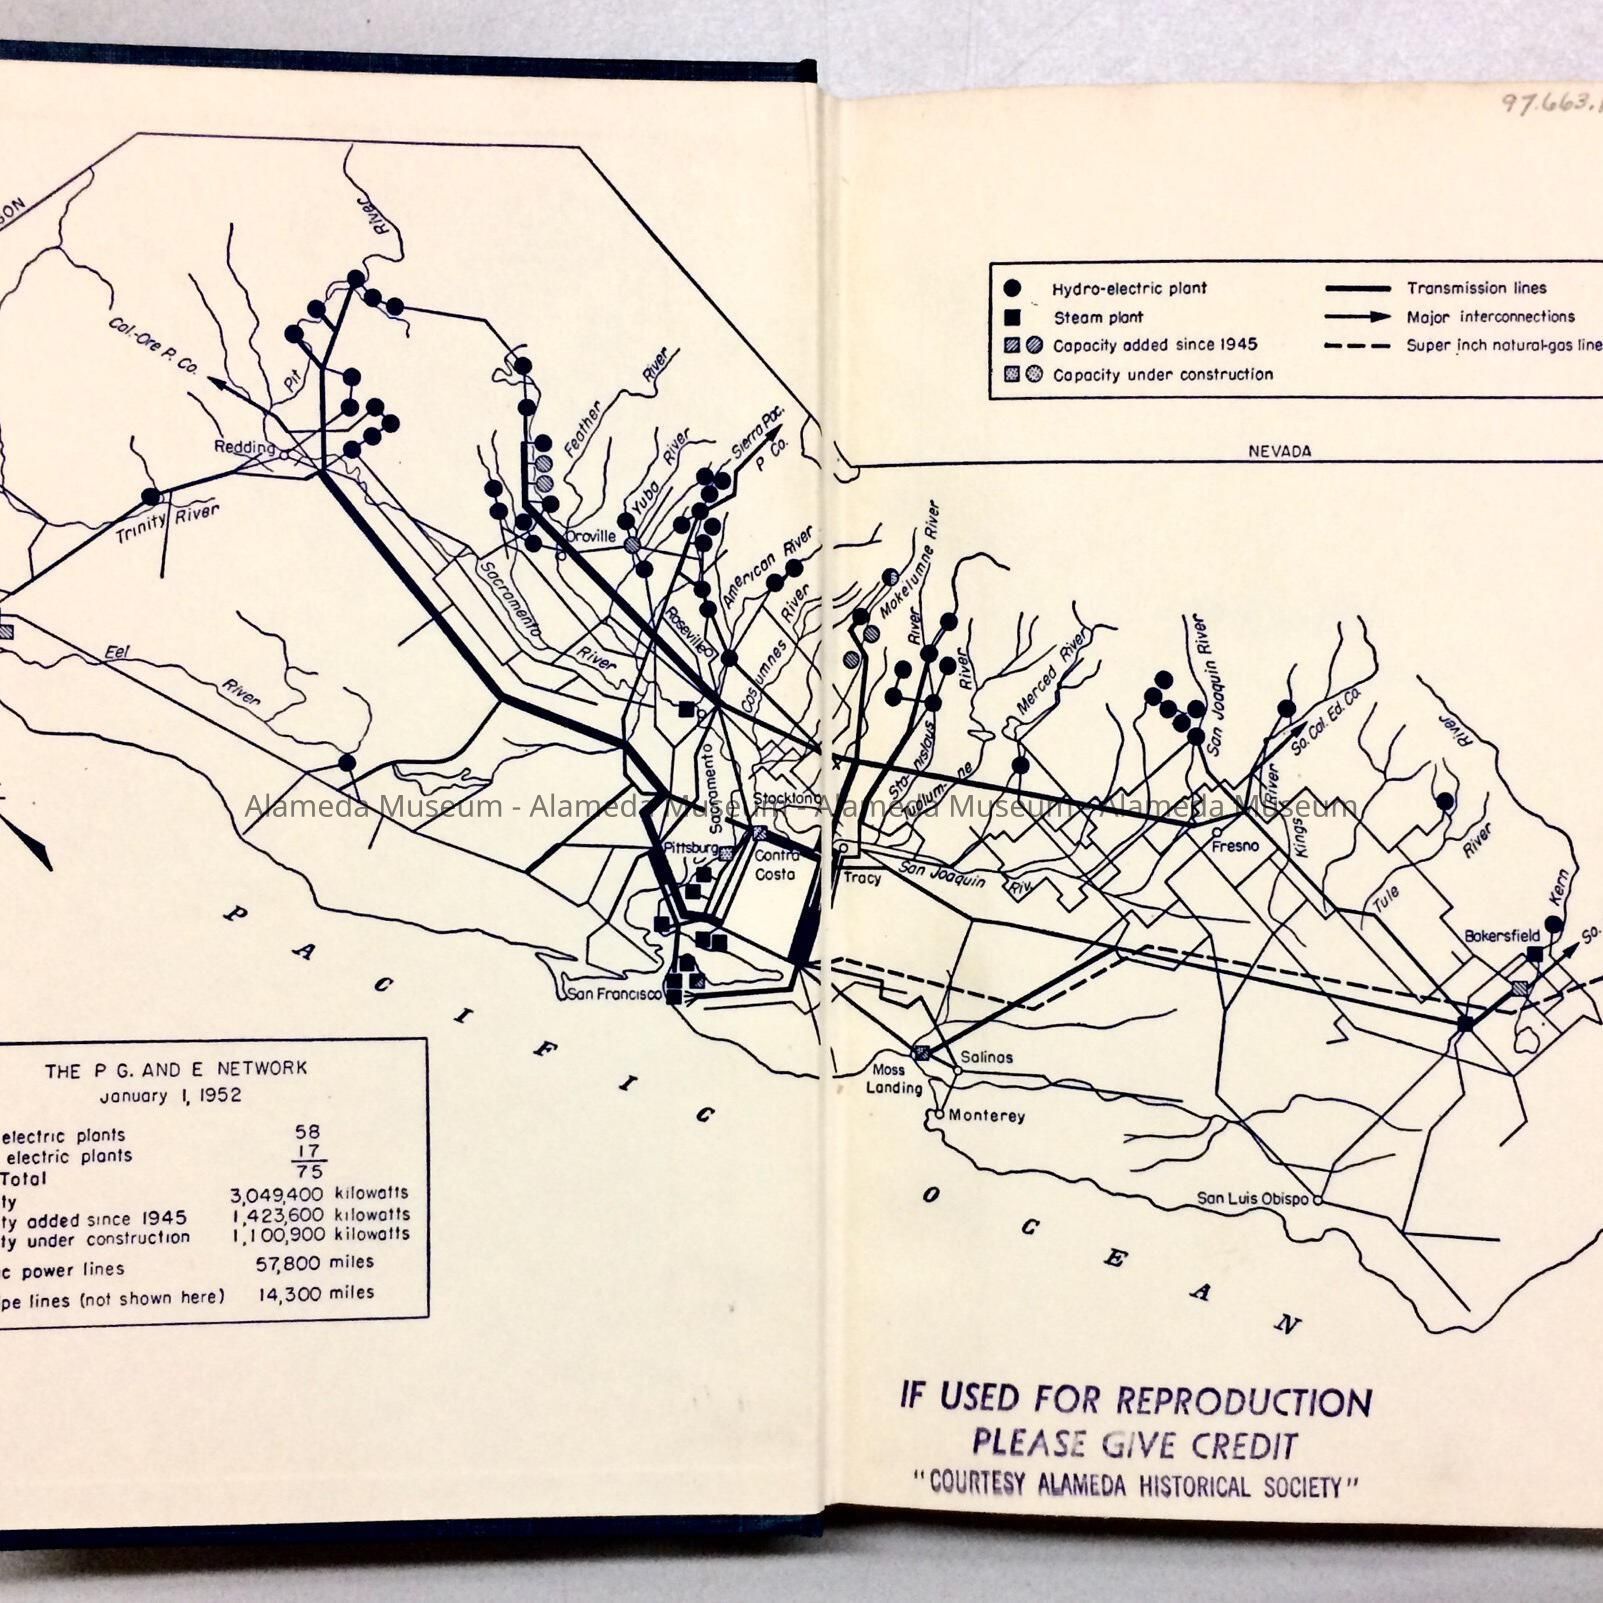 SON
River
Cal.-Ore P. Co.
Pit
River
Feather
Redding
Trinity River
Yuba
River
Sierra Pac.
P Co.
Oroville
Sacramento
River
American River
Roseville
Cosumnes
River
Eel
River
Sacramento
Stockton
Pittsburg
Contra
Costa
San Francisco
PACIFIC
THE P G. AND E NETWORK
January 1, 1952
electric plants 58
electric plants 17
Total 75
ty 3,049,400 kilowatts
ty added since 1945 1,423,600 kilowatts
ty under construction 1,100,900 kilowatts
c power lines 57,800 miles
pe lines (not shown here) 14,300 miles
97.663.
Hydro-electric plant
Steam plant
Capacity added since 1945
Capacity under construction
Transmission lines
Major interconnections
Super inch natural-gas line
NEVADA
Mokelumne River
River
River
Stanislaus
Merced River
San Joaquin River
So. Cal. Ed. Co.
River
Kings
River
Fresno
Tracy
San Joaquin
Riv.
Tule
River
Kern
Bakersfield
So.
Moss
Landing
Salinas
Monterey
San Luis Obispo
OCEAN
Alameda Museum - Alameda Museum - Alameda Museum - Alameda Museum
IF USED FOR REPRODUCTION
PLEASE GIVE CREDIT
"COURTESY ALAMEDA HISTORICAL SOCIETY"